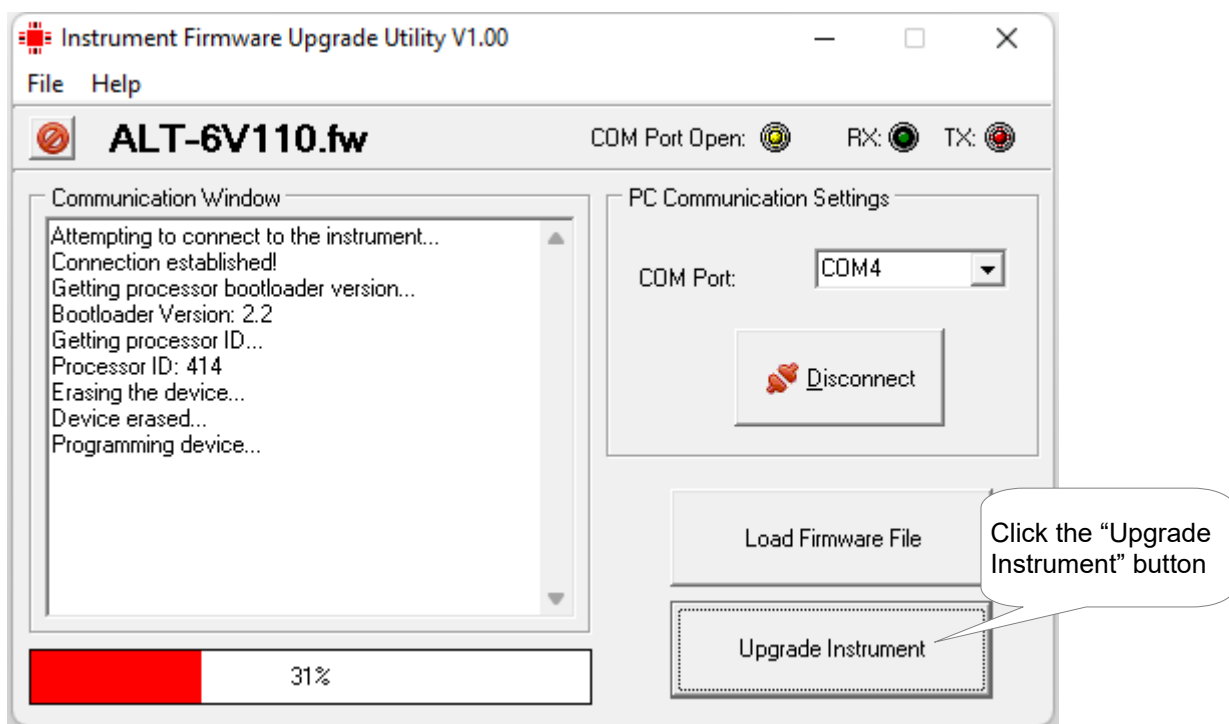 Instrument Firmware Upgrade Utility V1.00
File Help
ALT-6V110.fw
COM Port Open: RX: TX:
Communication Window
Attempting to connect to the instrument...
Connection established!
Getting processor bootloader version...
Bootloader Version: 2.2
Getting processor ID...
Processor ID: 414
Erasing the device...
Device erased...
Programming device...
31%
PC Communication Settings
COM Port: COM4
Disconnect
Load Firmware File
Upgrade Instrument
Click the “Upgrade
Instrument” button